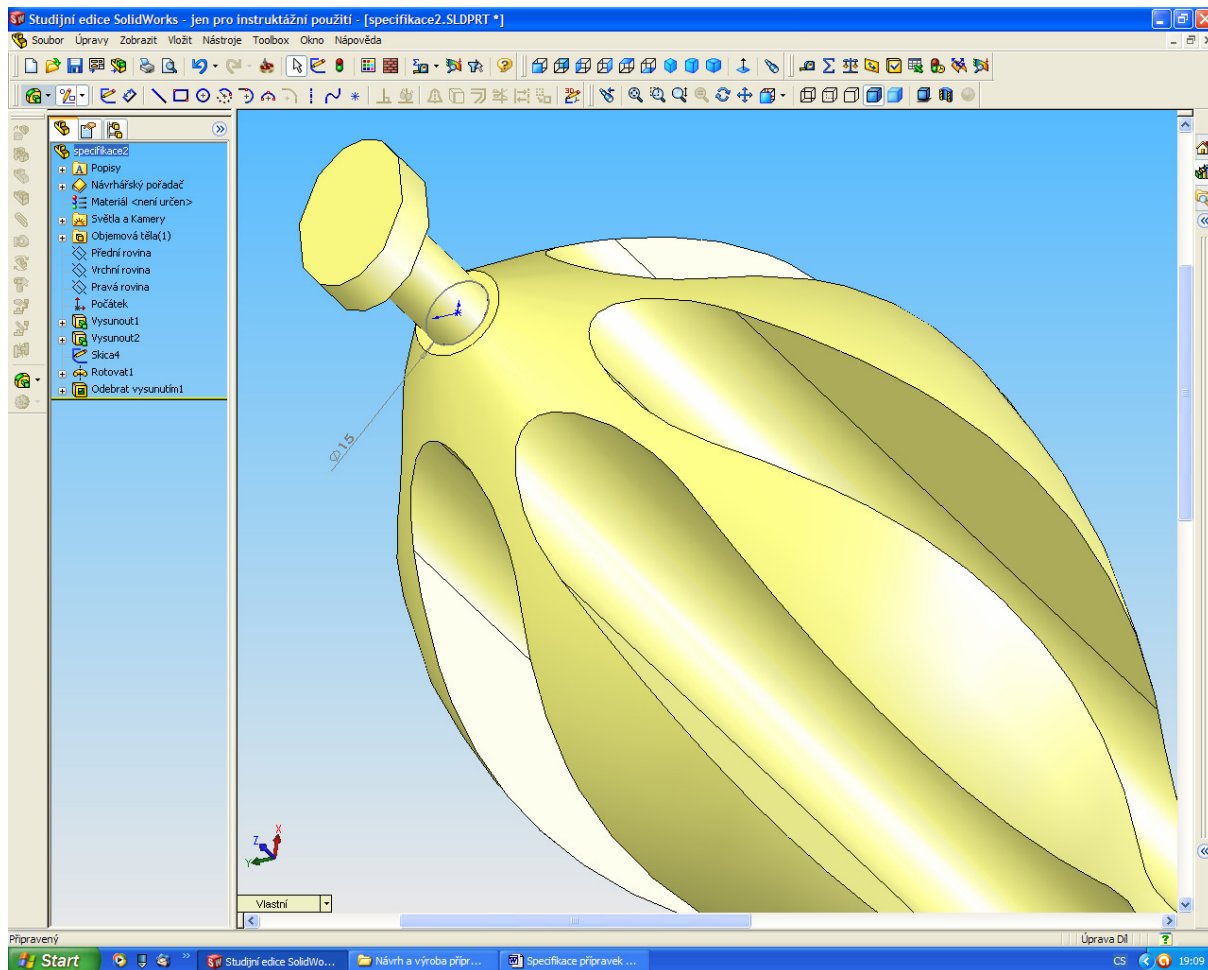 Studijní edice SolidWorks - jen pro instruktážní použití - [specifikace2.SLDPRT *]
Soubor Úpravy Zobrazit Vložit Nástroje Toolbox Okno Nápověda
specifikace2
Popisy
Návrhářský pořadač
Materiál <není určen>
Světla a Kamery
Objemová těla(1)
Přední rovina
Vrchní rovina
Pravá rovina
Počátek
Vysunout1
Vysunout2
Skica4
Rotovat1
Odebrat vysunutím1
Φ15
X
Z
Y
Vlastní
Připravený
Úprava Díl
Start
Studijní edice SolidWo...
Návrh a výroba přípr...
Specifikace přípravek ...
CS
19:09